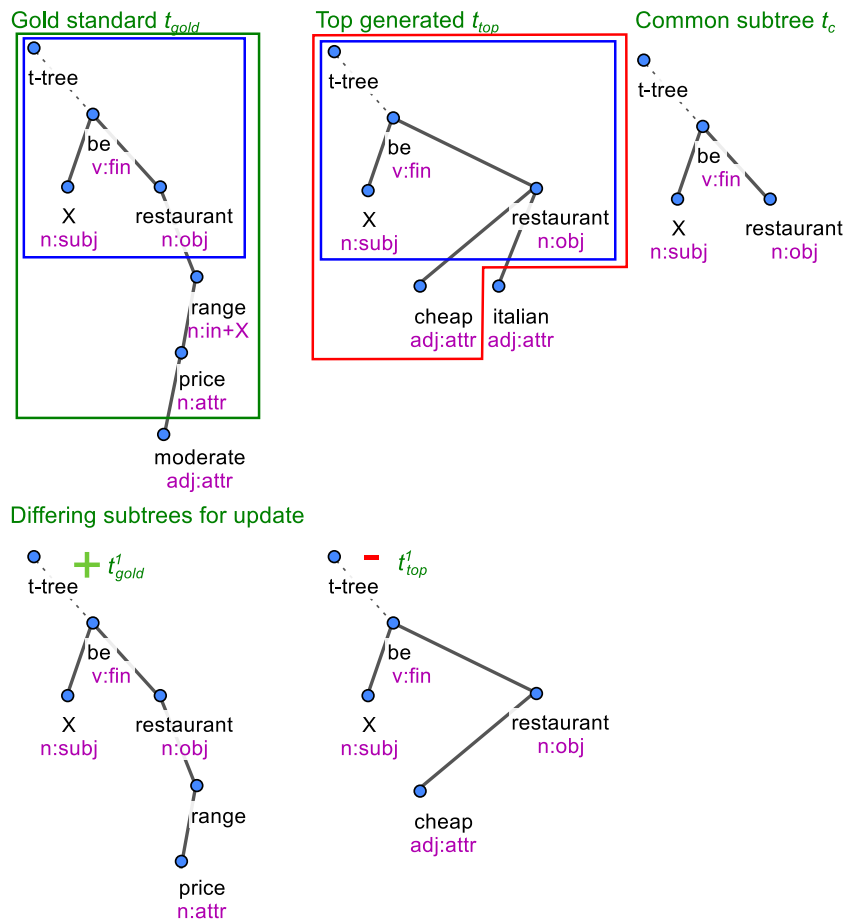 Gold standard t_gold
t-tree
be
v:fin
X
n:subj
restaurant
n:obj
range
n:in+X
price
n:attr
moderate
adj:attr
Top generated t_top
t-tree
be
v:fin
X
n:subj
restaurant
n:obj
cheap
adj:attr
italian
adj:attr
Common subtree t_c
t-tree
be
v:fin
X
n:subj
restaurant
n:obj
Differing subtrees for update
+ t^1_gold
t-tree
be
v:fin
X
n:subj
restaurant
n:obj
range
price
n:attr
- t^1_top
t-tree
be
v:fin
X
n:subj
restaurant
n:obj
cheap
adj:attr